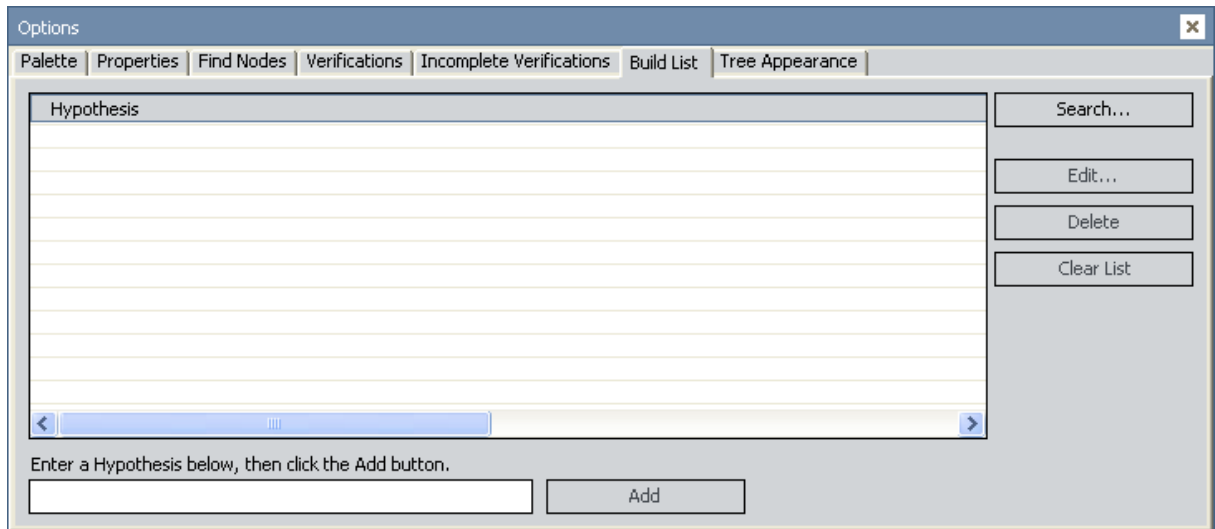 Options
Palette Properties Find Nodes Verifications Incomplete Verifications Build List Tree Appearance
Hypothesis
Search...
Edit...
Delete
Clear List
Enter a Hypothesis below, then click the Add button.
Add